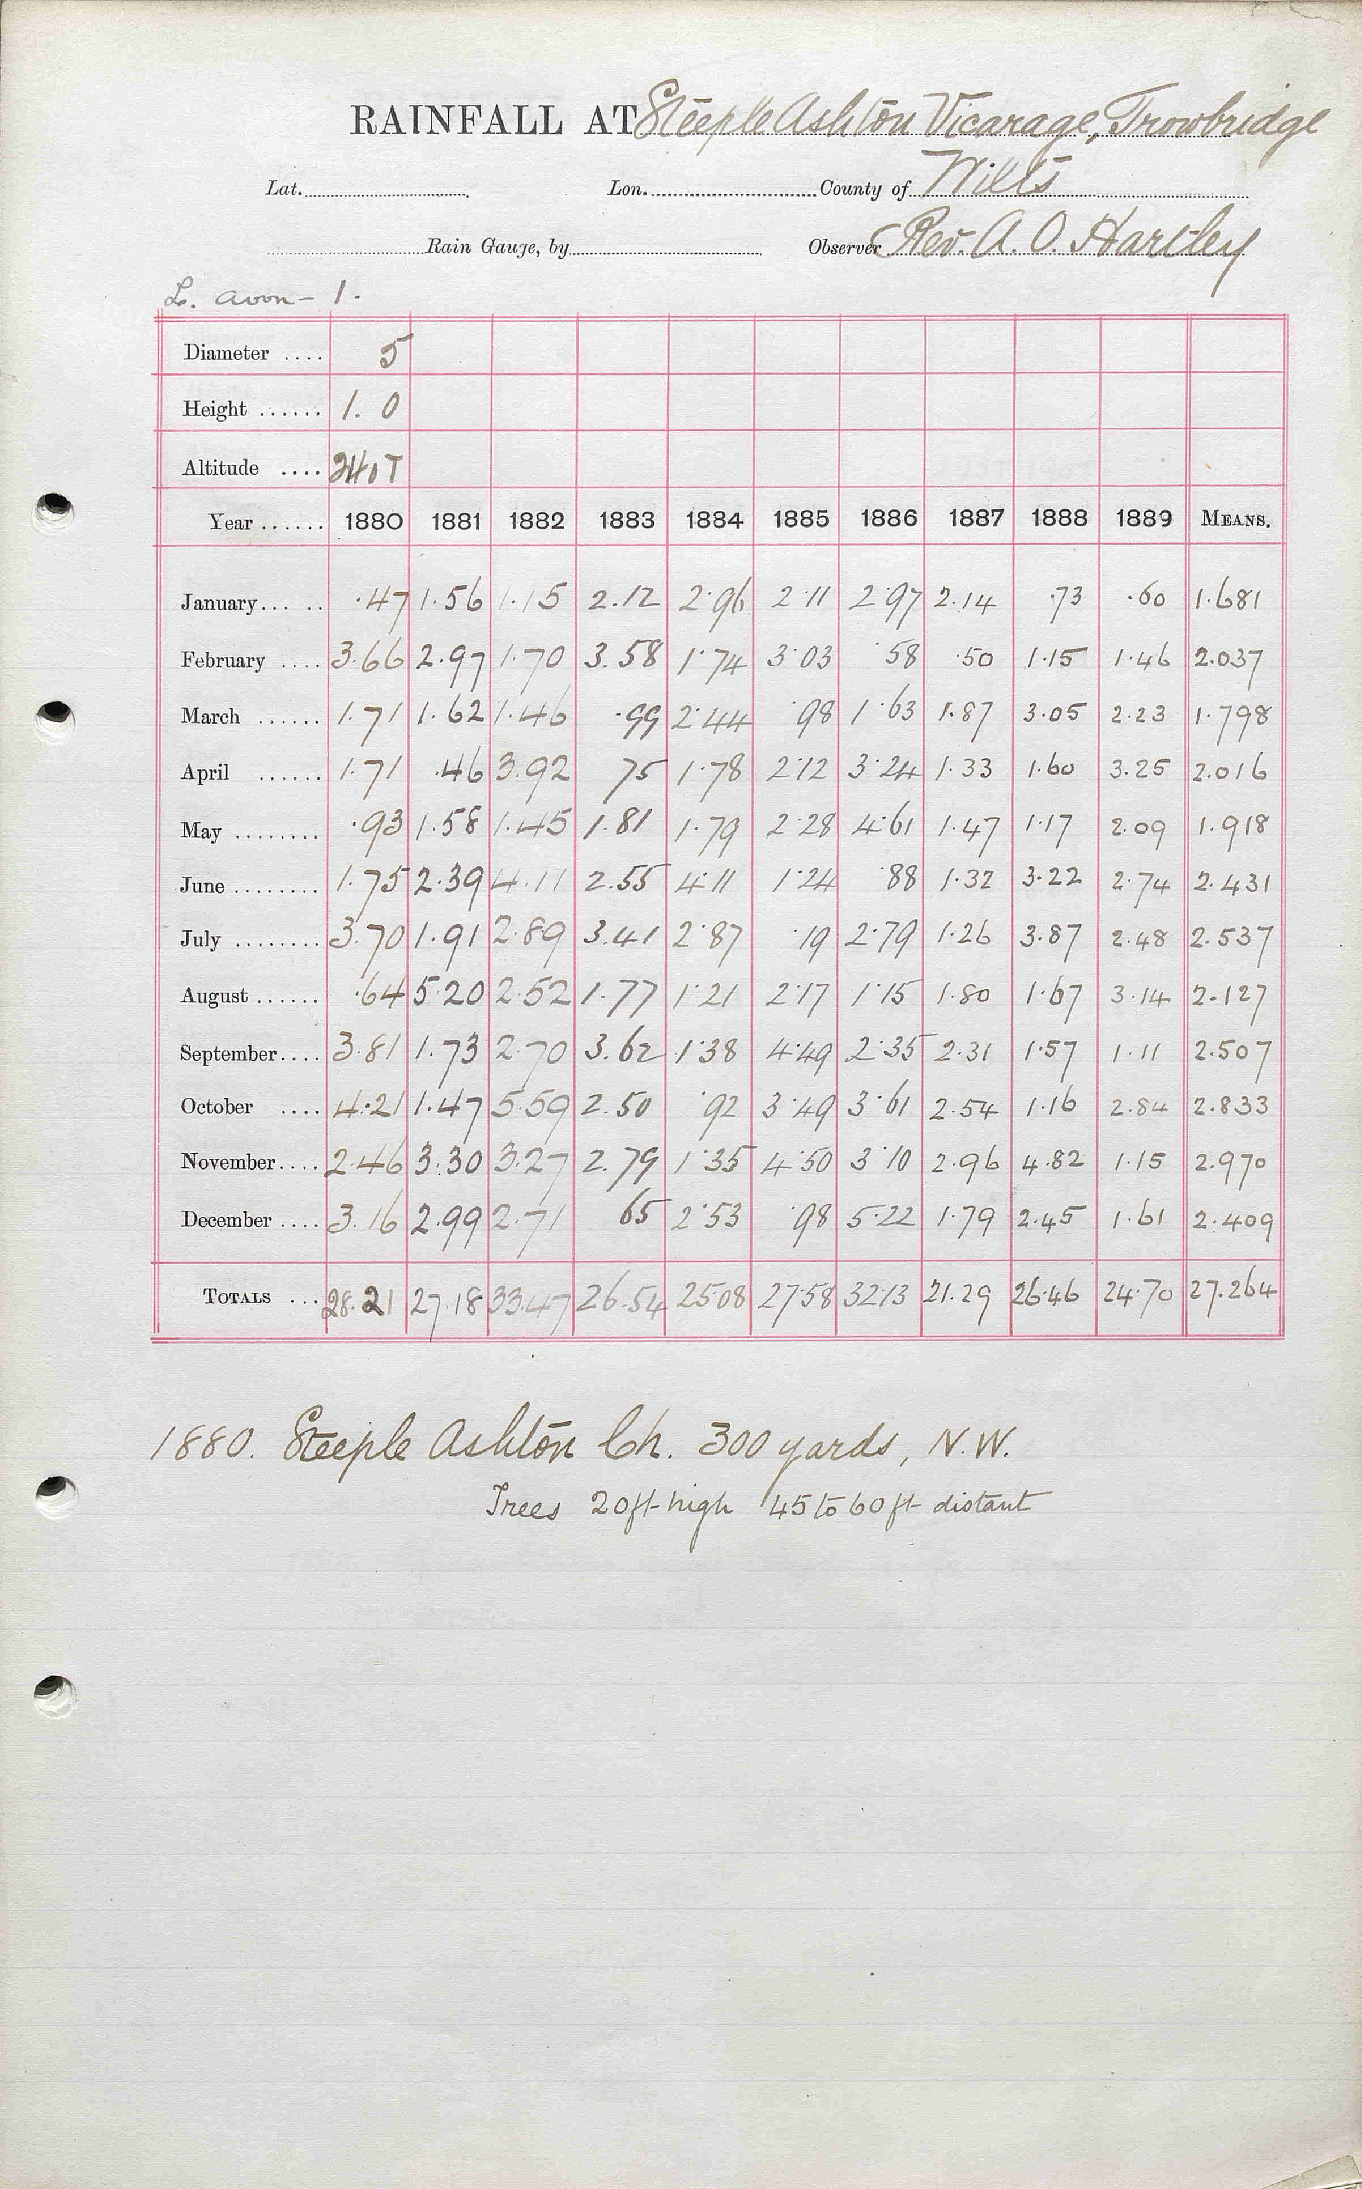 RAINFALL AT Steeple Ashton Vicarage, Trowbridge
Lat. Lon. County of Wilts
Rain Gauge, by Observer Rev. A. O. Hartley
L. Avon - 1.
Diameter .... 5
Height ...... 1. 0
Altitude .... 240 T
Year ...... 1880 1881 1882 1883 1884 1885 1886 1887 1888 1889 MEANS.
January ... .. .47 1.56 1.15 2.12 2.96 2.11 2.97 2.14 .73 .60 1.681
February .... 3.66 2.97 1.70 3.58 1.74 3.03 .58 .50 1.15 1.46 2.037
March ...... 1.71 1.62 1.46 .99 2.44 .98 1.63 1.87 3.05 2.23 1.798
April ...... 1.71 .46 3.92 75 1.78 2.12 3.24 1.33 1.60 3.25 2.016
May ........ .93 1.58 1.45 1.81 1.79 2.28 4.61 1.47 1.17 2.09 1.918
June ........ 1.75 2.39 4.11 2.55 4.11 1.24 .88 1.32 3.22 2.74 2.431
July ........ 3.70 1.91 2.89 3.41 2.87 .19 2.79 1.26 3.87 2.48 2.537
August ...... .64 5.20 2.52 1.77 1.21 2.17 1.15 1.80 1.67 3.14 2.127
September .... 3.81 1.73 2.70 3.62 1.38 4.49 2.35 2.31 1.57 1.11 2.507
October .... 4.21 1.47 5.59 2.50 .92 3.49 3.61 2.54 1.16 2.84 2.833
November .... 2.46 3.30 3.27 2.79 1.35 4.50 3.10 2.96 4.82 1.15 2.970
December .... 3.16 2.99 2.71 65 2.53 .98 5.22 1.79 2.45 1.61 2.409
TOTALS ... 28.21 27.18 33.47 26.54 25.08 27.58 32.13 21.29 26.46 24.70 27.264
1880. Steeple Ashton Ch. 300 yards, N.W.
Trees 20ft high 45 to 60 ft distant